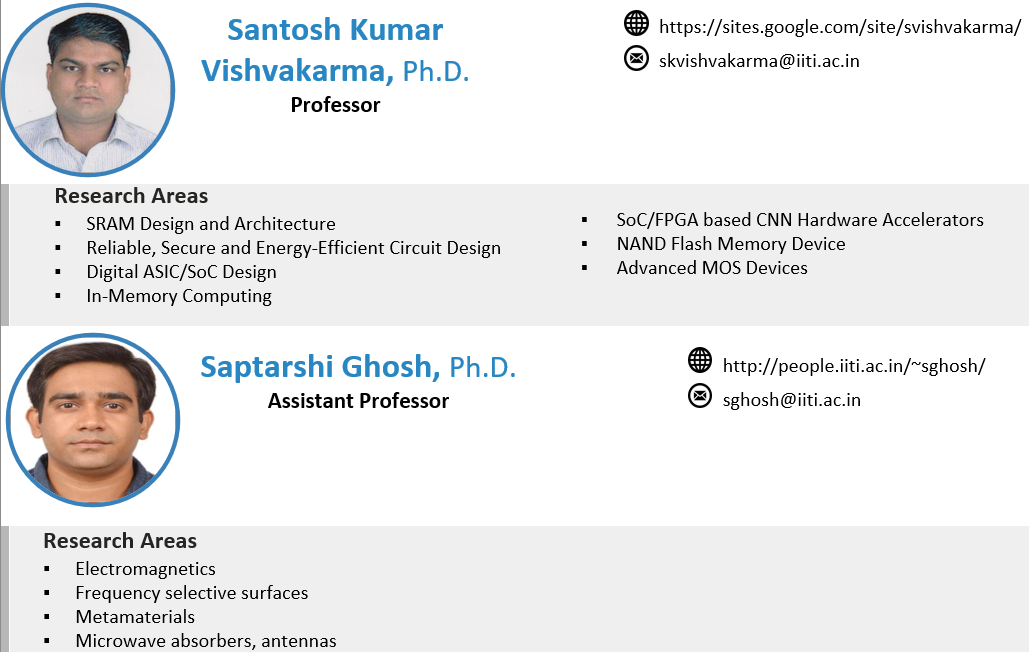 Santosh Kumar
Vishvakarma, Ph.D.
Professor
https://sites.google.com/site/svishvakarma/
skvishvakarma@iiti.ac.in
Research Areas
▪ SRAM Design and Architecture
▪ Reliable, Secure and Energy-Efficient Circuit Design
▪ Digital ASIC/SoC Design
▪ In-Memory Computing
▪ SoC/FPGA based CNN Hardware Accelerators
▪ NAND Flash Memory Device
▪ Advanced MOS Devices
Saptarshi Ghosh, Ph.D.
Assistant Professor
http://people.iiti.ac.in/~sghosh/
sghosh@iiti.ac.in
Research Areas
▪ Electromagnetics
▪ Frequency selective surfaces
▪ Metamaterials
▪ Microwave absorbers, antennas